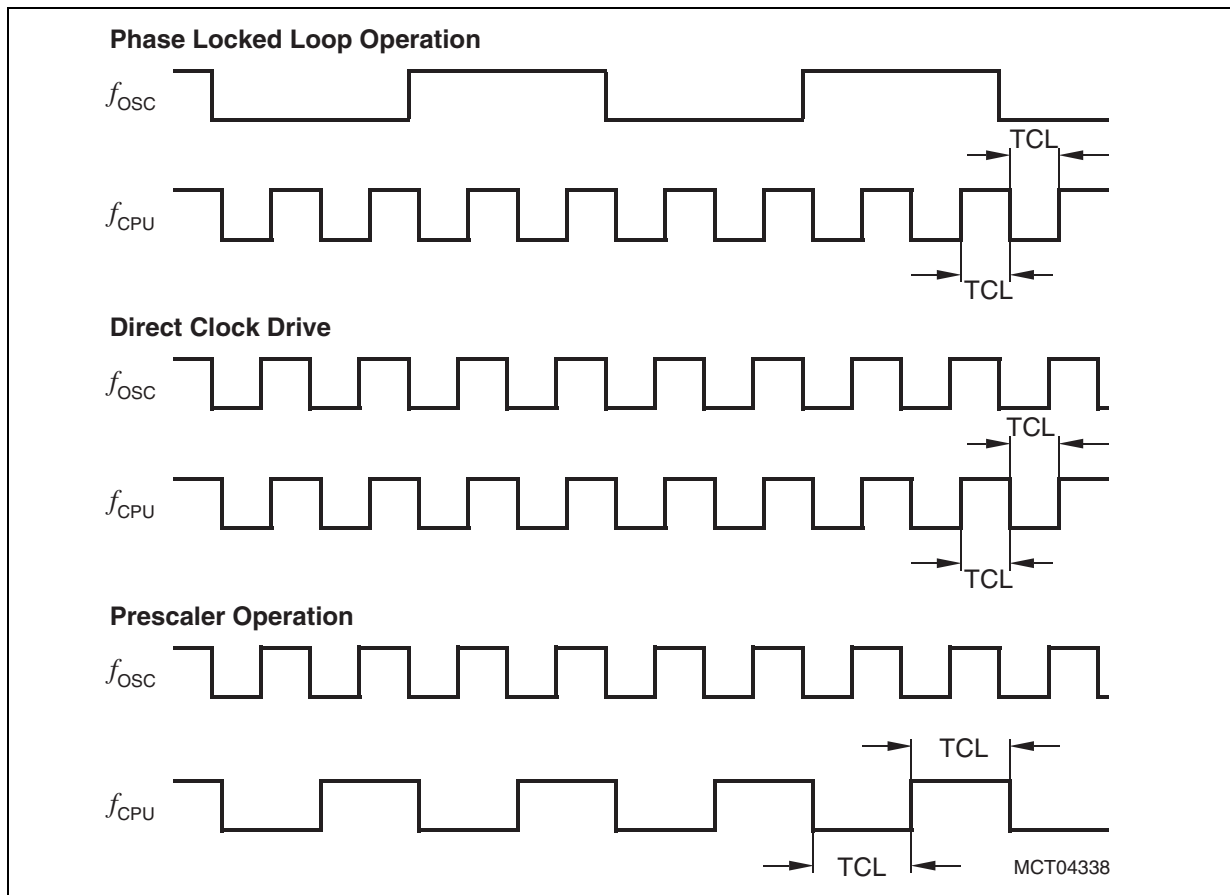 Phase Locked Loop Operation
fOSC
TCL
fCPU
TCL
Direct Clock Drive
fOSC
TCL
fCPU
TCL
Prescaler Operation
fOSC
TCL
fCPU
TCL
MCT04338